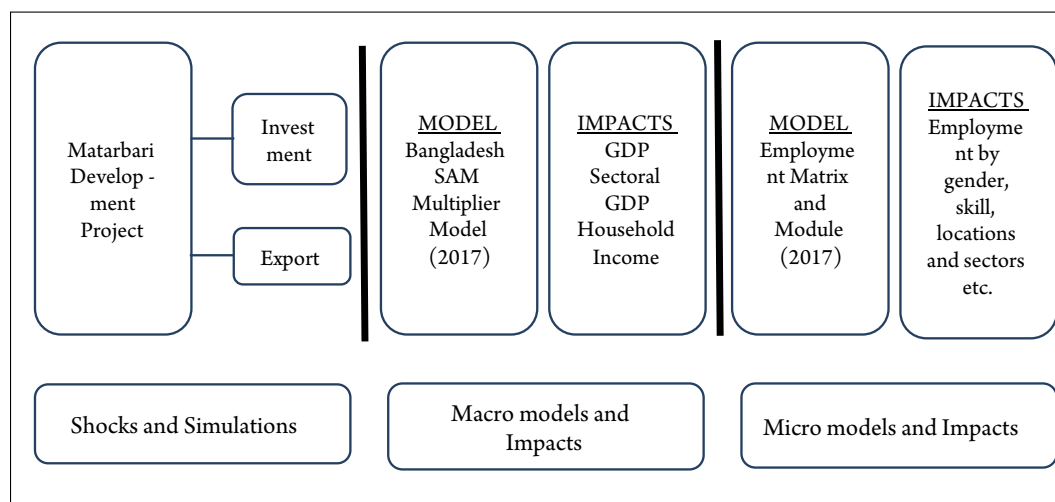 Matarbari
Develop -
ment
Project
Invest
ment
Export
MODEL
Bangladesh
SAM
Multiplier
Model
(2017)
IMPACTS
GDP
Sectoral
GDP
Household
Income
MODEL
Employme
nt Matrix
and
Module
(2017)
IMPACTS
Employme
nt by
gender,
skill,
locations
and sectors
etc.
Shocks and Simulations
Macro models and
Impacts
Micro models and Impacts